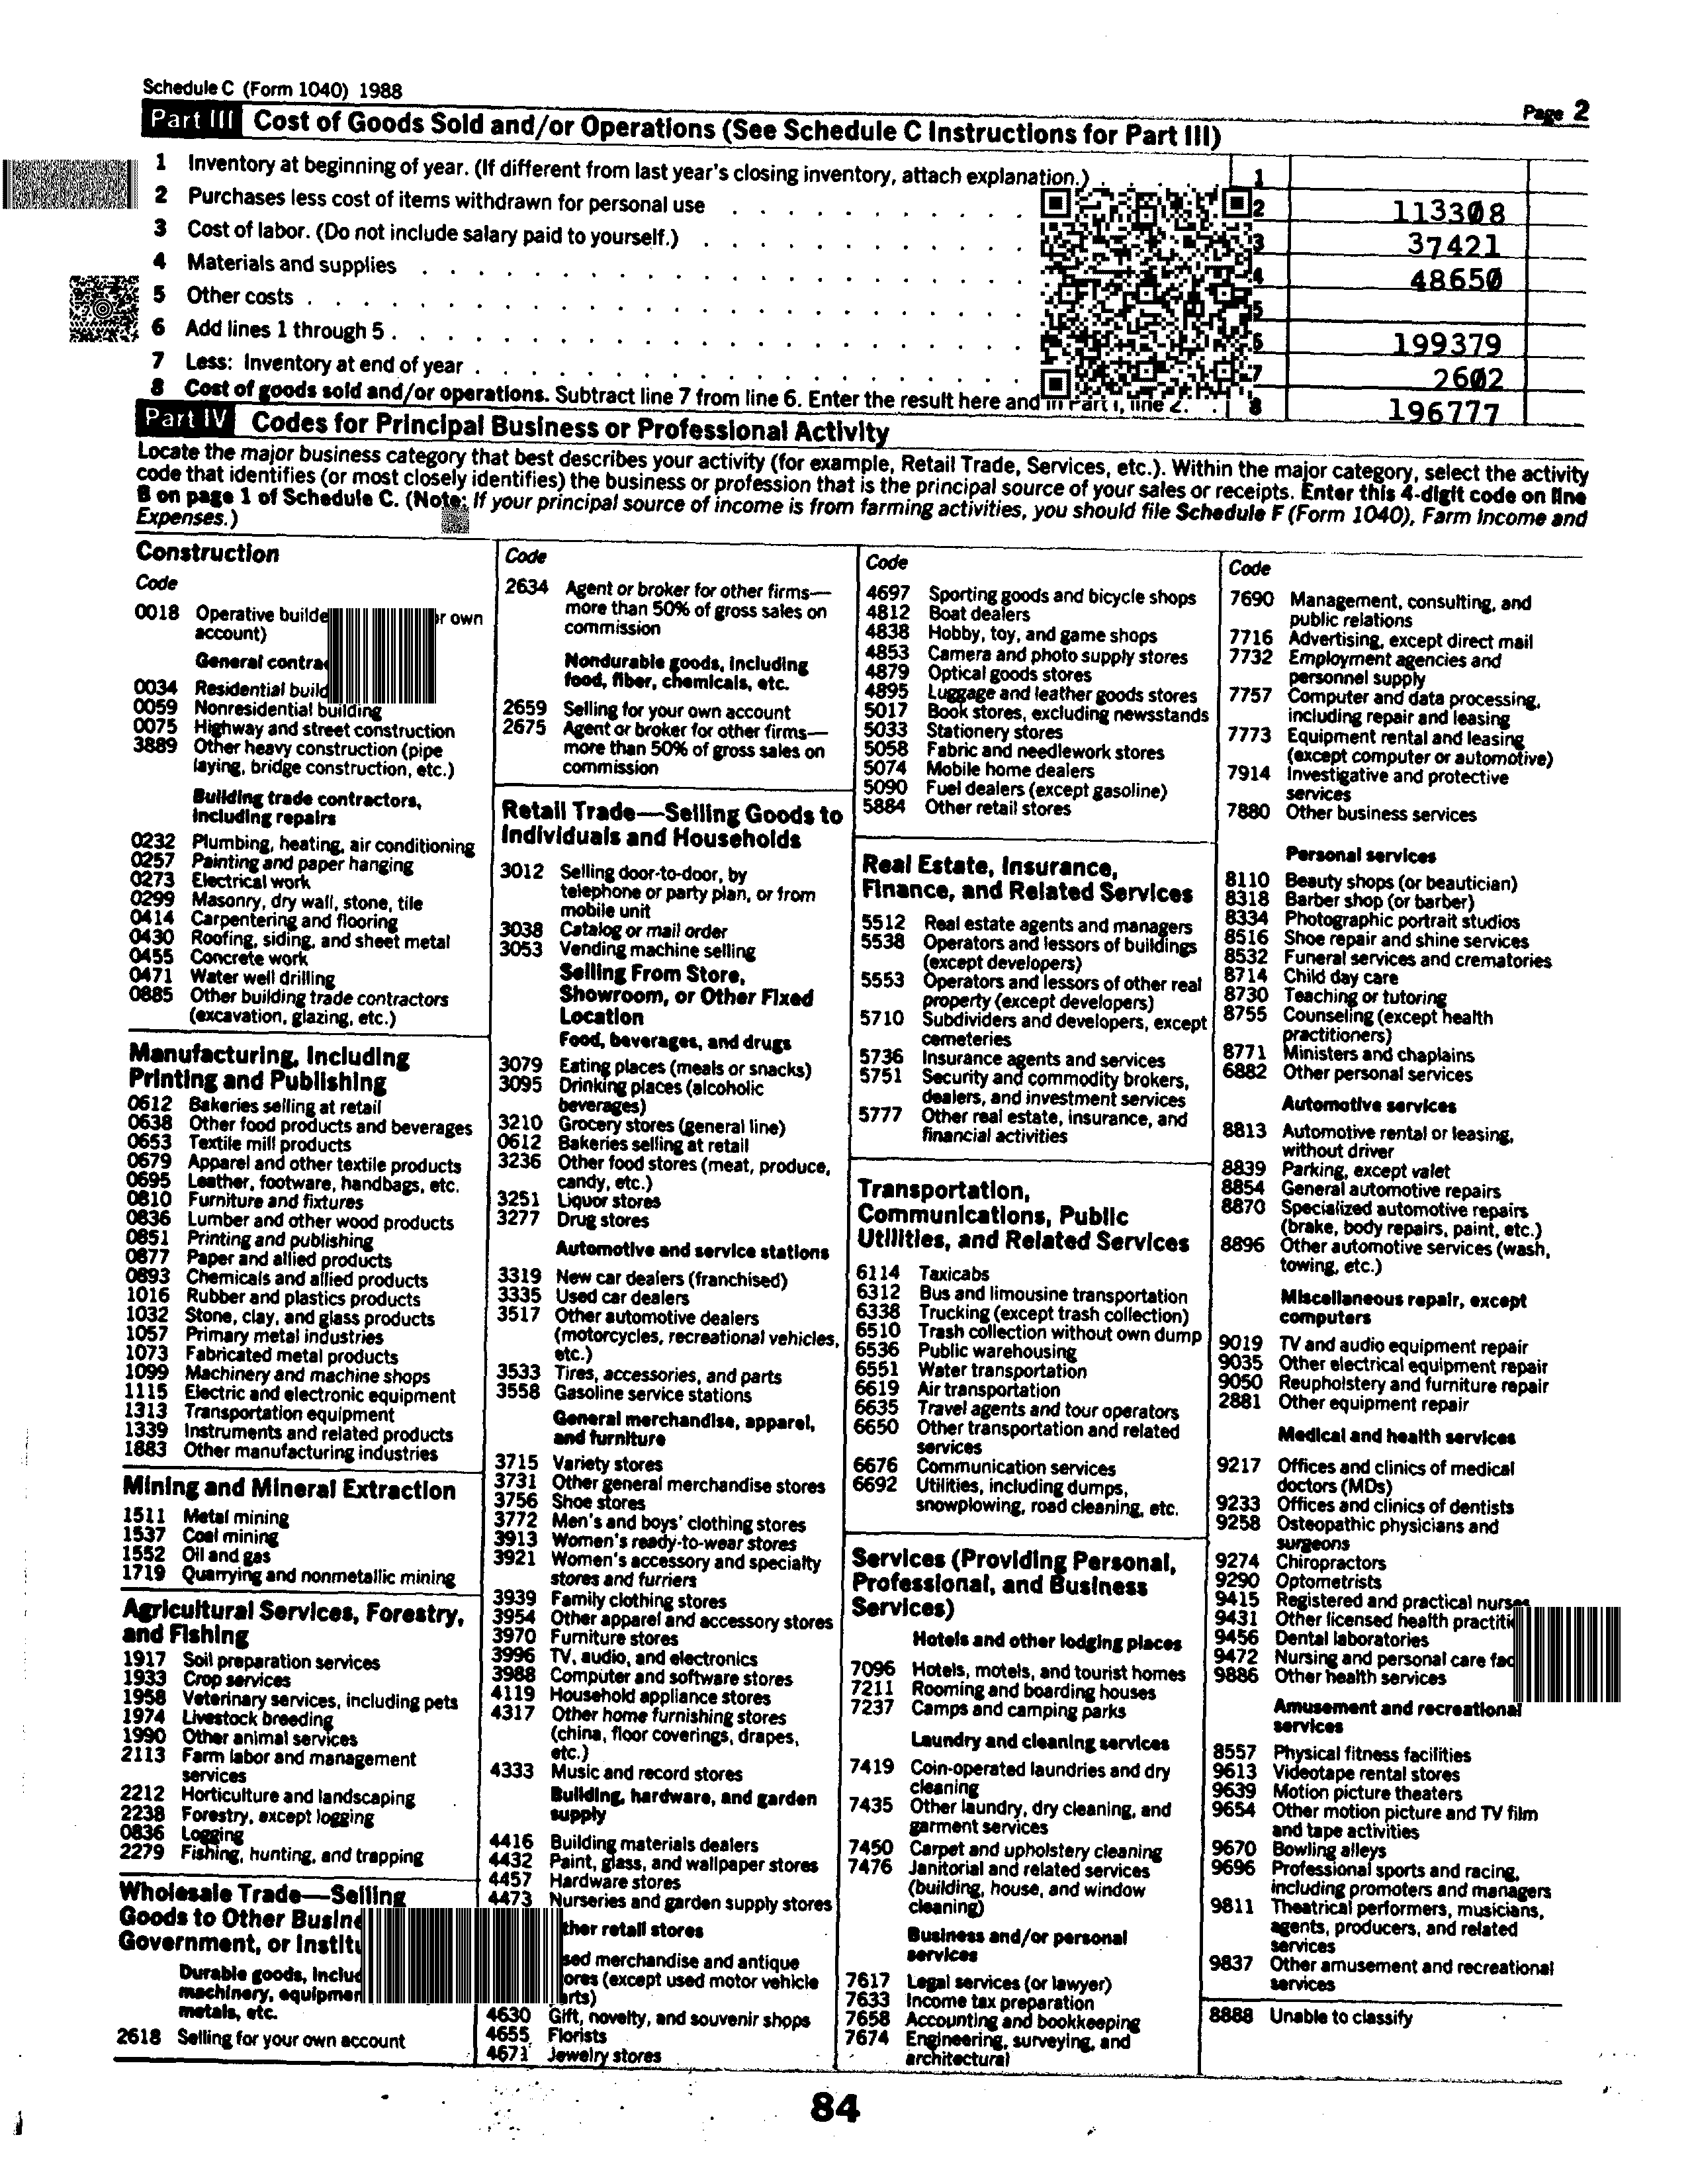 Schedule C (Form 1040) 1988
Page 2
Part III Cost of Goods Sold and/or Operations (See Schedule C Instructions for Part III)
1 Inventory at beginning of year. (If different from last year's closing inventory, attach explanation.) 1
2 Purchases less cost of items withdrawn for personal use 2 113308
3 Cost of labor. (Do not include salary paid to yourself.) 3 37421
4 Materials and supplies 4 48650
5 Other costs 5
6 Add lines 1 through 5 6 199379
7 Less: Inventory at end of year 7 2602
8 Cost of goods sold and/or operations. Subtract line 7 from line 6. Enter the result here and in Part I, line 2. 8 196777
Part IV Codes for Principal Business or Professional Activity
Locate the major business category that best describes your activity (for example, Retail Trade, Services, etc.). Within the major category, select the activity
code that identifies (or most closely identifies) the business or profession that is the principal source of your sales or receipts. Enter this 4-digit code on line
B on page 1 of Schedule C. (Note: If your principal source of income is from farming activities, you should file Schedule F (Form 1040), Farm Income and
Expenses.)
Construction
Code
0018 Operative own
account)
General
0034 Residential
0059 Nonresidential building
0075 Highway and street construction
3889 Other heavy construction (pipe
laying, bridge construction, etc.)
Building trade contractors,
including repairs
0232 Plumbing, heating, air conditioning
0257 Painting and paper hanging
0273 Electrical work
0299 Masonry, dry wall, stone, tile
0414 Carpentering and flooring
0430 Roofing, siding, and sheet metal
0455 Concrete work
0471 Water well drilling
0885 Other building trade contractors
(excavation, glazing, etc.)
Manufacturing, Including
Printing and Publishing
0612 Bakeries selling at retail
0638 Other food products and beverages
0653 Textile mill products
0679 Apparel and other textile products
0695 Leather, footware, handbags, etc.
0810 Furniture and fixtures
0836 Lumber and other wood products
0851 Printing and publishing
0877 Paper and allied products
0893 Chemicals and allied products
1016 Rubber and plastics products
1032 Stone, clay, and glass products
1057 Primary metal industries
1073 Fabricated metal products
1099 Machinery and machine shops
1115 Electric and electronic equipment
1313 Transportation equipment
1339 Instruments and related products
1883 Other manufacturing industries
Mining and Mineral Extraction
1511 Metal mining
1537 Coal mining
1552 Oil and gas
1719 Quarrying and nonmetallic mining
Agricultural Services, Forestry,
and Fishing
1917 Soil preparation services
1933 Crop services
1958 Veterinary services, including pets
1974 Livestock breeding
1990 Other animal services
2113 Farm labor and management
services
2212 Horticulture and landscaping
2238 Forestry, except logging
0836 Logging
2279 Fishing, hunting, and trapping
Wholesale Trade—Selling
Goods to Other
Government, or
Durable goods,
machinery,
metals, etc.
2618 Selling for your own account
Code
2634 Agent or broker for other firms—
more than 50% of gross sales on
commission
Nondurable goods, including
food, fiber, chemicals, etc.
2659 Selling for your own account
2675 Agent or broker for other firms—
more than 50% of gross sales on
commission
Retail Trade—Selling Goods to
Individuals and Households
3012 Selling door-to-door, by
telephone or party plan, or from
mobile unit
3038 Catalog or mail order
3053 Vending machine selling
Selling From Store,
Showroom, or Other Fixed
Location
Food, beverages, and drugs
3079 Eating places (meals or snacks)
3095 Drinking places (alcoholic
beverages)
3210 Grocery stores (general line)
0612 Bakeries selling at retail
3236 Other food stores (meat, produce,
candy, etc.)
3251 Liquor stores
3277 Drug stores
Automotive and service stations
3319 New car dealers (franchised)
3335 Used car dealers
3517 Other automotive dealers
(motorcycles, recreational vehicles,
etc.)
3533 Tires, accessories, and parts
3558 Gasoline service stations
General merchandise, apparel,
and furniture
3715 Variety stores
3731 Other general merchandise stores
3756 Shoe stores
3772 Men's and boys' clothing stores
3913 Women's ready-to-wear stores
3921 Women's accessory and specialty
stores and furriers
3939 Family clothing stores
3954 Other apparel and accessory stores
3970 Furniture stores
3996 TV, audio, and electronics
3988 Computer and software stores
4119 Household appliance stores
4317 Other home furnishing stores
(china, floor coverings, drapes,
etc.)
4333 Music and record stores
Building, hardware, and garden
supply
4416 Building materials dealers
4432 Paint, glass, and wallpaper stores
4457 Hardware stores
4473 Nurseries and garden supply stores
retail stores
merchandise and antique
(except used motor vehicle
4630 Gift, novelty, and souvenir shops
4655 Florists
4671 Jewelry stores
Code
4697 Sporting goods and bicycle shops
4812 Boat dealers
4838 Hobby, toy, and game shops
4853 Camera and photo supply stores
4879 Optical goods stores
4895 Luggage and leather goods stores
5017 Book stores, excluding newsstands
5033 Stationery stores
5058 Fabric and needlework stores
5074 Mobile home dealers
5090 Fuel dealers (except gasoline)
5884 Other retail stores
Real Estate, Insurance,
Finance, and Related Services
5512 Real estate agents and managers
5538 Operators and lessors of buildings
(except developers)
5553 Operators and lessors of other real
property (except developers)
5710 Subdividers and developers, except
cemeteries
5736 Insurance agents and services
5751 Security and commodity brokers,
dealers, and investment services
5777 Other real estate, insurance, and
financial activities
Transportation,
Communications, Public
Utilities, and Related Services
6114 Taxicabs
6312 Bus and limousine transportation
6338 Trucking (except trash collection)
6510 Trash collection without own dump
6536 Public warehousing
6551 Water transportation
6619 Air transportation
6635 Travel agents and tour operators
6650 Other transportation and related
services
6676 Communication services
6692 Utilities, including dumps,
snowplowing, road cleaning, etc.
Services (Providing Personal,
Professional, and Business
Services)
Hotels and other lodging places
7096 Hotels, motels, and tourist homes
7211 Rooming and boarding houses
7237 Camps and camping parks
Laundry and cleaning services
7419 Coin-operated laundries and dry
cleaning
7435 Other laundry, dry cleaning, and
garment services
7450 Carpet and upholstery cleaning
7476 Janitorial and related services
(building, house, and window
cleaning)
Business and/or personal
services
7617 Legal services (or lawyer)
7633 Income tax preparation
7658 Accounting and bookkeeping
7674 Engineering, surveying, and
architectural
Code
7690 Management, consulting, and
public relations
7716 Advertising, except direct mail
7732 Employment agencies and
personnel supply
7757 Computer and data processing,
including repair and leasing
7773 Equipment rental and leasing
(except computer or automotive)
7914 Investigative and protective
services
7880 Other business services
Personal services
8110 Beauty shops (or beautician)
8318 Barber shop (or barber)
8334 Photographic portrait studios
8516 Shoe repair and shine services
8532 Funeral services and crematories
8714 Child day care
8730 Teaching or tutoring
8755 Counseling (except health
practitioners)
8771 Ministers and chaplains
6882 Other personal services
Automotive services
8813 Automotive rental or leasing,
without driver
8839 Parking, except valet
8854 General automotive repairs
8870 Specialized automotive repairs
(brake, body repairs, paint, etc.)
8896 Other automotive services (wash,
towing, etc.)
Miscellaneous repair, except
computers
9019 TV and audio equipment repair
9035 Other electrical equipment repair
9050 Reupholstery and furniture repair
2881 Other equipment repair
Medical and health services
9217 Offices and clinics of medical
doctors (MDs)
9233 Offices and clinics of dentists
9258 Osteopathic physicians and
surgeons
9274 Chiropractors
9290 Optometrists
9415 Registered and practical nurses
9431 Other licensed health
9456 Dental laboratories
9472 Nursing and personal care
9886 Other health services
Amusement and recreational
services
8557 Physical fitness facilities
9613 Videotape rental stores
9639 Motion picture theaters
9654 Other motion picture and TV film
and tape activities
9670 Bowling alleys
9696 Professional sports and racing,
including promoters and managers
9811 Theatrical performers, musicians,
agents, producers, and related
services
9837 Other amusement and recreational
services
8888 Unable to classify
84